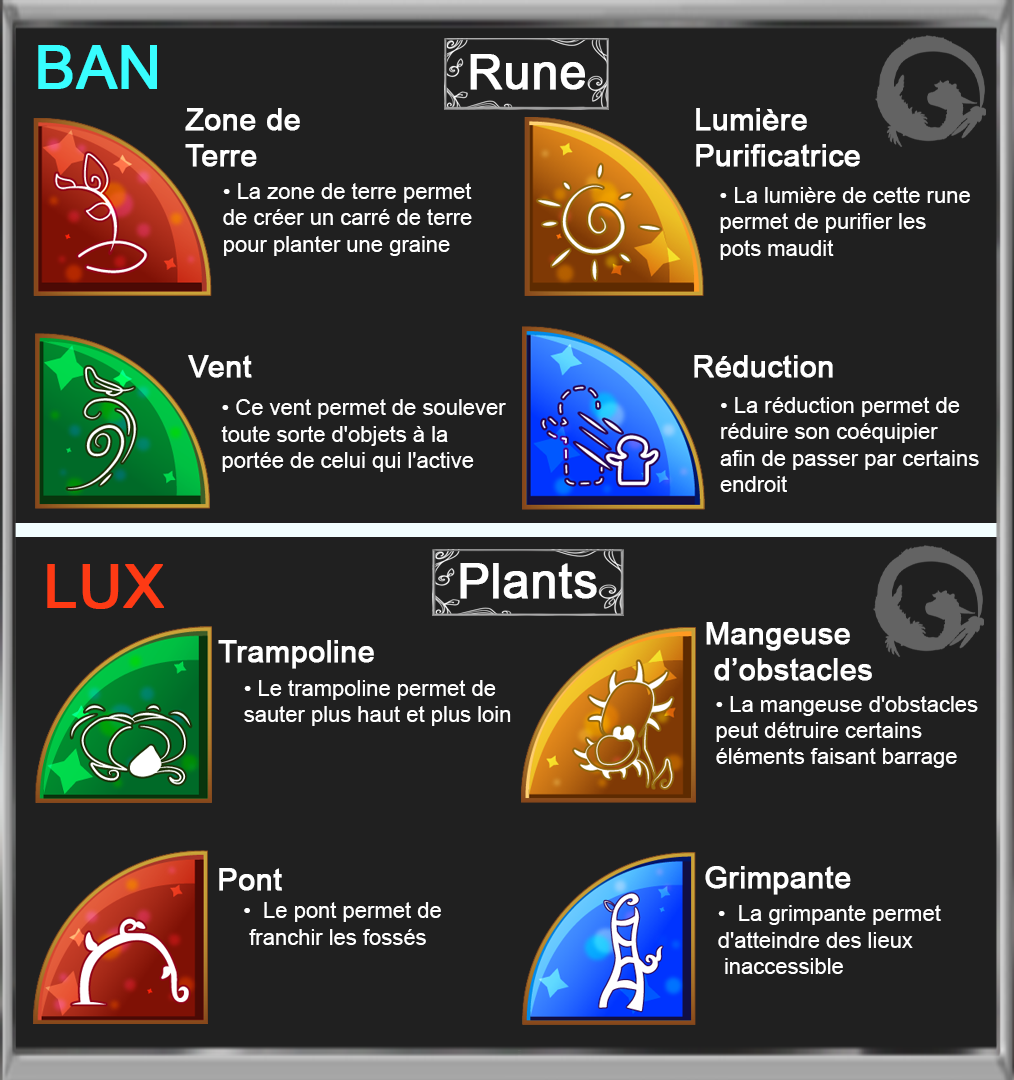 BAN
Rune
Zone de
Terre
• La zone de terre permet
de créer un carré de terre
pour planter une graine
Lumière
Purificatrice
• La lumière de cette rune
permet de purifier les
pots maudit
Vent
• Ce vent permet de soulever
toute sorte d'objets à la
portée de celui qui l'active
Réduction
• La réduction permet de
réduire son coéquipier
afin de passer par certains
endroit
LUX
Plants
Trampoline
• Le trampoline permet de
sauter plus haut et plus loin
Mangeuse
d’obstacles
• La mangeuse d'obstacles
peut détruire certains
éléments faisant barrage
Pont
• Le pont permet de
franchir les fossés
Grimpante
• La grimpante permet
d'atteindre des lieux
inaccessible